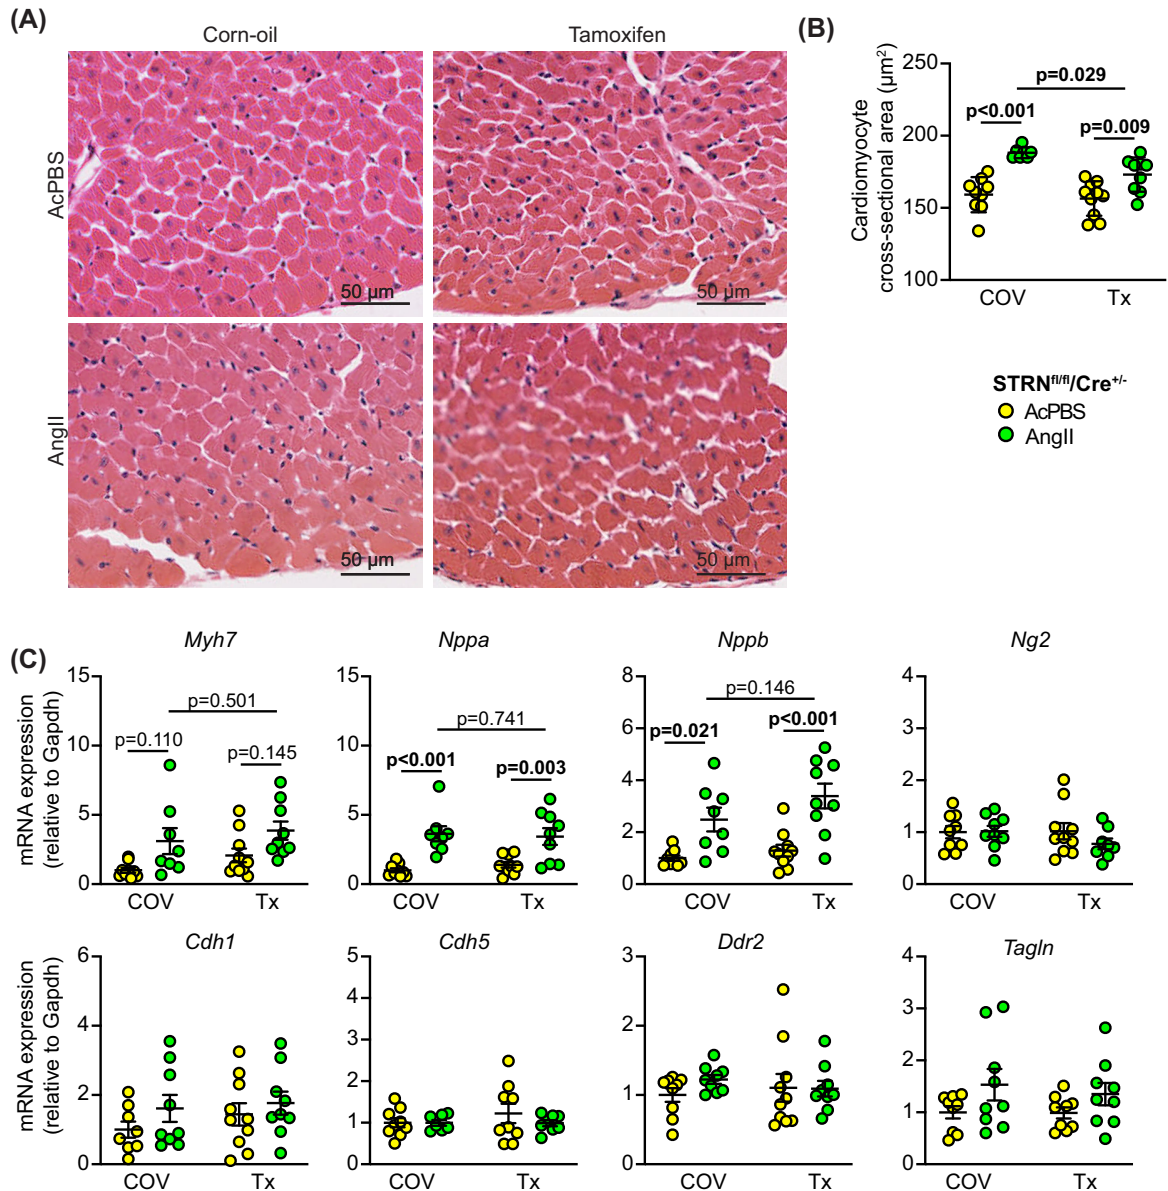 (A)
Corn-oil
Tamoxifen
AcPBS
50 µm
50 µm
AngII
50 µm
50 µm
(B)
Cardiomyocyte
cross-sectional area (µm²)
250
200
150
100
p=0.029
p<0.001
p=0.009
COV
Tx
STRNfl/fl/Cre+/-
AcPBS
AngII
(C)
mRNA expression
(relative to Gapdh)
Myh7
15
10
5
0
p=0.501
p=0.110
p=0.145
COV
Tx
Nppa
15
10
5
0
p=0.741
p<0.001
p=0.003
COV
Tx
Nppb
8
6
4
2
0
p=0.146
p=0.021
p<0.001
COV
Tx
Ng2
4
3
2
1
0
COV
Tx
mRNA expression
(relative to Gapdh)
Cdh1
6
4
2
0
COV
Tx
Cdh5
5
4
3
2
1
0
COV
Tx
Ddr2
3
2
1
0
COV
Tx
Tagln
4
3
2
1
0
COV
Tx